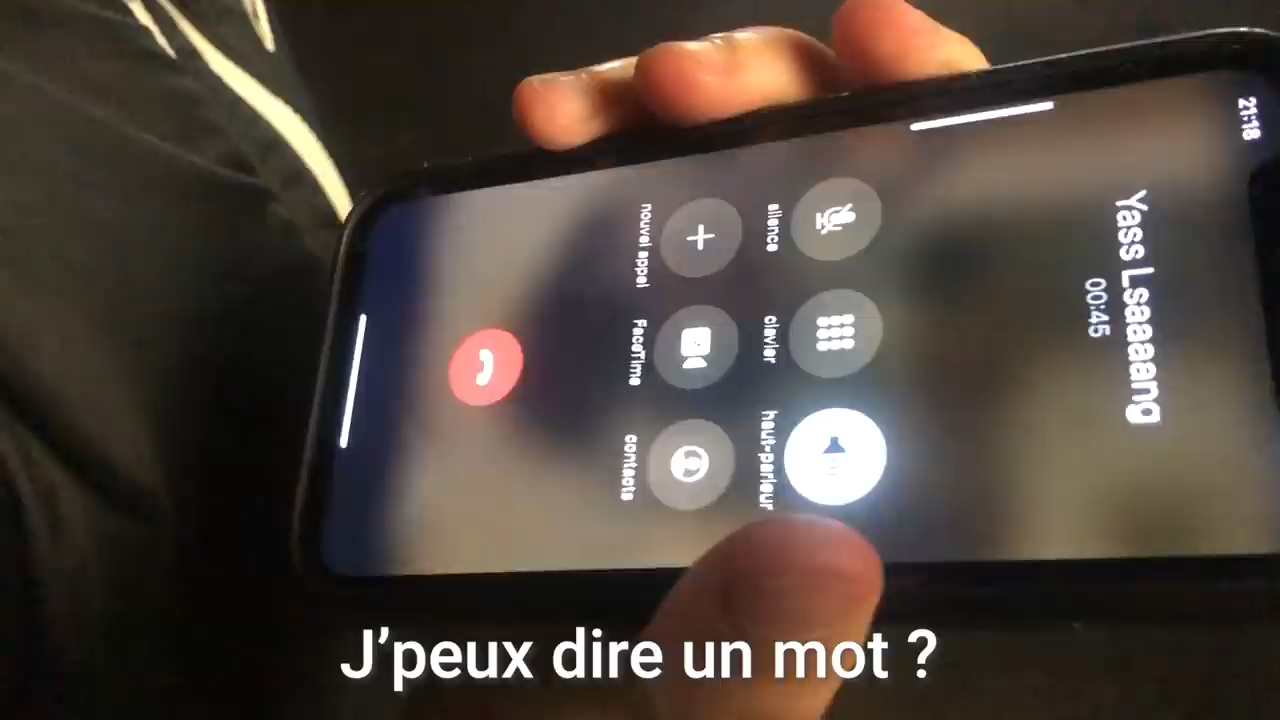 21:18
Yass Lsaaaang
00:45
silence
clavier
haut-parleur
nouvel appel
FaceTime
contacts
J’peux dire un mot ?